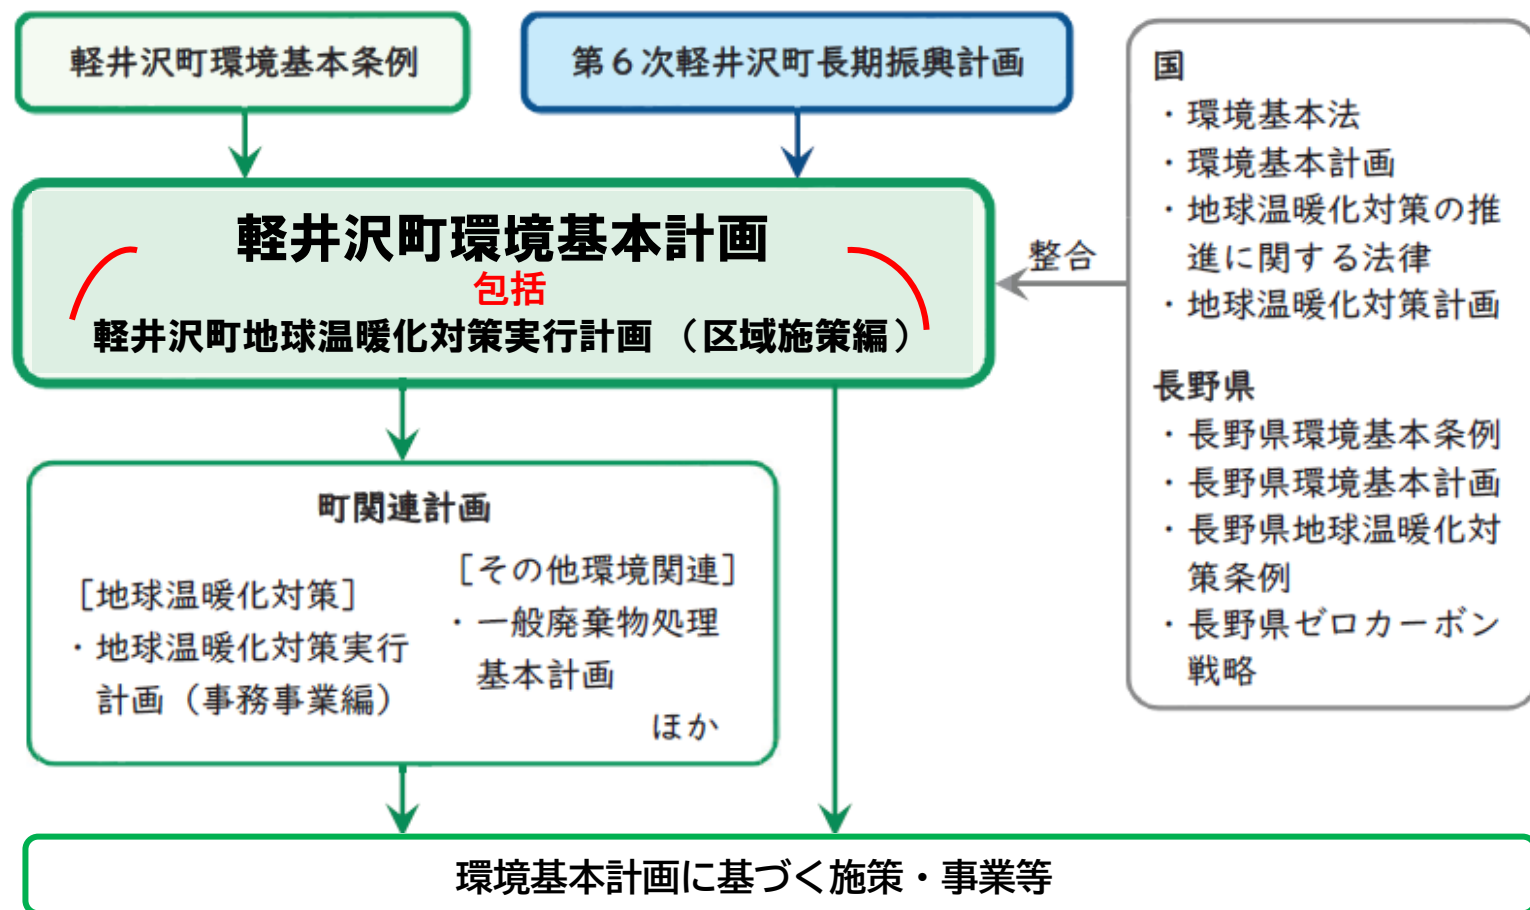 軽井沢町環境基本条例
第6次軽井沢町長期振興計画
軽井沢町環境基本計画
包括
軽井沢町地球温暖化対策実行計画（区域施策編）
整合
国
・環境基本法
・環境基本計画
・地球温暖化対策の推
進に関する法律
・地球温暖化対策計画
長野県
・長野県環境基本条例
・長野県環境基本計画
・長野県地球温暖化対
策条例
・長野県ゼロカーボン
戦略
町関連計画
［地球温暖化対策］
・地球温暖化対策実行
計画（事務事業編）
［その他環境関連］
・一般廃棄物処理
基本計画
ほか
環境基本計画に基づく施策・事業等